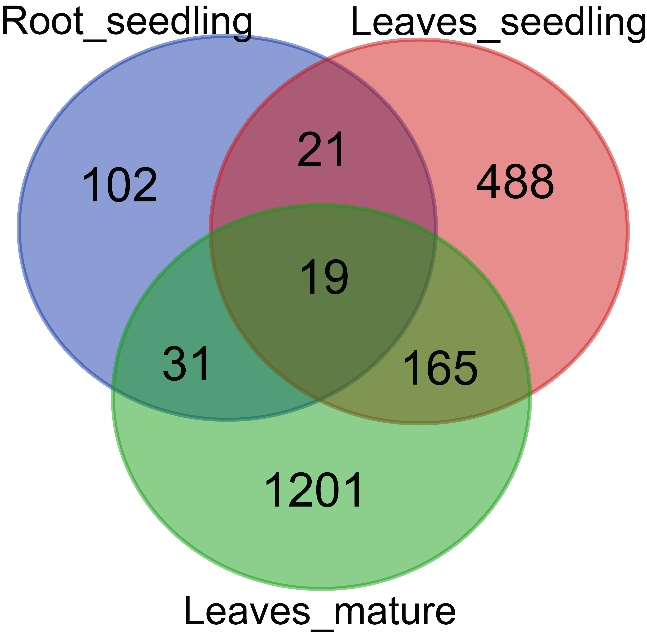 Root_seedling
Leaves_seedling
21
102
488
19
31
165
1201
Leaves_mature